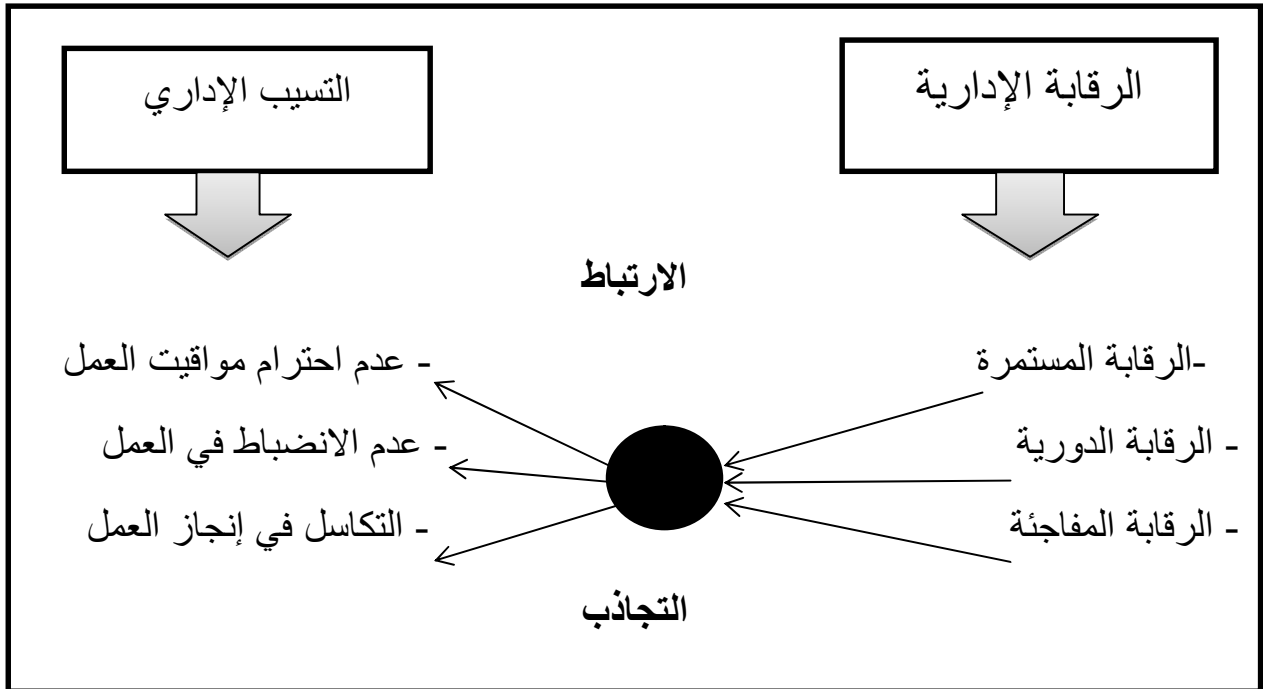 الرقابة الإدارية
التسيب الإداري
الارتباط
-الرقابة المستمرة
- عدم احترام مواقيت العمل
- الرقابة الدورية
- عدم الانضباط في العمل
- الرقابة المفاجئة
- التكاسل في إنجاز العمل
التجاذب